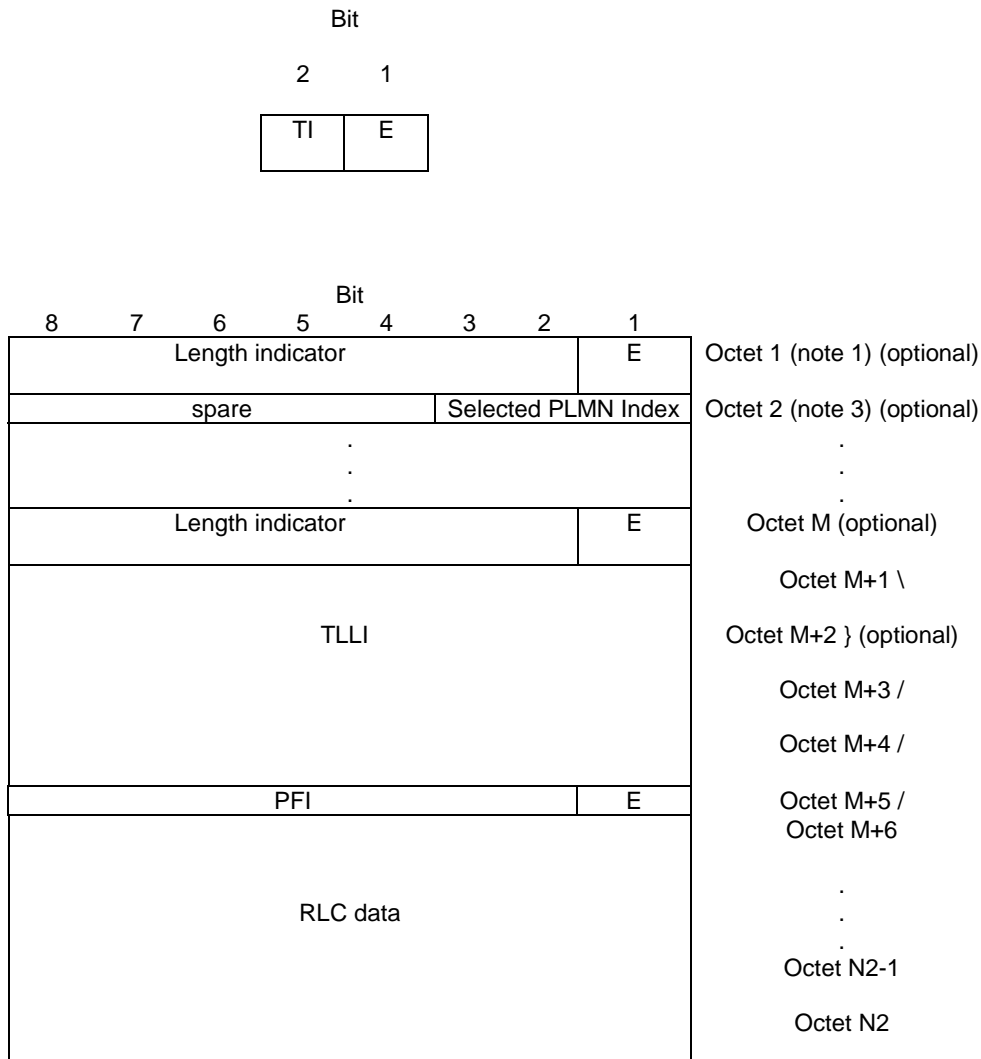 Bit
2 1
TI E
Bit
8 7 6 5 4 3 2 1
Length indicator E Octet 1 (note 1) (optional)
spare Selected PLMN Index Octet 2 (note 3) (optional)
. .
. .
. .
Length indicator E Octet M (optional)
Octet M+1 \
TLLI Octet M+2 } (optional)
Octet M+3 /
Octet M+4 /
PFI E Octet M+5 /
Octet M+6
.
RLC data .
.
Octet N2-1
Octet N2